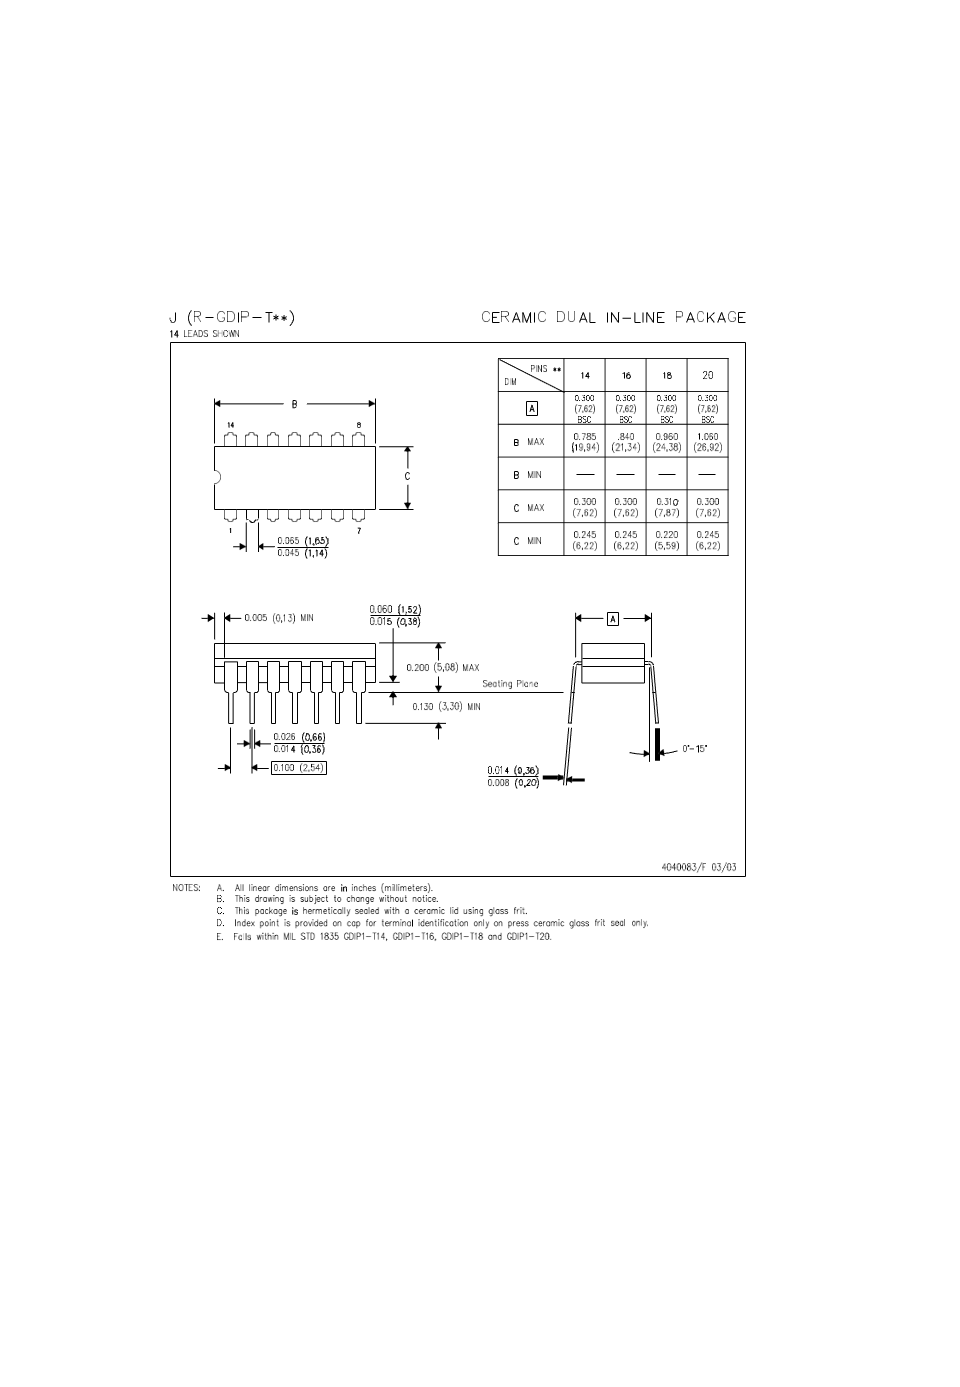 J (R-GDIP-T**)
CERAMIC DUAL IN-LINE PACKAGE
14 LEADS SHOWN
PINS **
DIM
14 16 18 20
A
0.300 (7,62) BSC
0.300 (7,62) BSC
0.300 (7,62) BSC
0.300 (7,62) BSC
B MAX
0.785 (19,94)
.840 (21,34)
0.960 (24,38)
1.060 (26,92)
B MIN — — — —
C MAX
0.300 (7,62)
0.300 (7,62)
0.310 (7,87)
0.300 (7,62)
C MIN
0.245 (6,22)
0.245 (6,22)
0.220 (5,59)
0.245 (6,22)
B
14 8
C
1 7
0.065 (1,65)
0.045 (1,14)
0.005 (0,13) MIN
0.060 (1,52)
0.015 (0,38)
0.200 (5,08) MAX
Seating Plane
0.130 (3,30) MIN
0.026 (0,66)
0.014 (0,36)
0.100 (2,54)
A
0°-15°
0.014 (0,36)
0.008 (0,20)
4040083/F 03/03
NOTES: A. All linear dimensions are in inches (millimeters).
B. This drawing is subject to change without notice.
C. This package is hermetically sealed with a ceramic lid using glass frit.
D. Index point is provided on cap for terminal identification only on press ceramic glass frit seal only.
E. Falls within MIL STD 1835 GDIP1-T14, GDIP1-T16, GDIP1-T18 and GDIP1-T20.